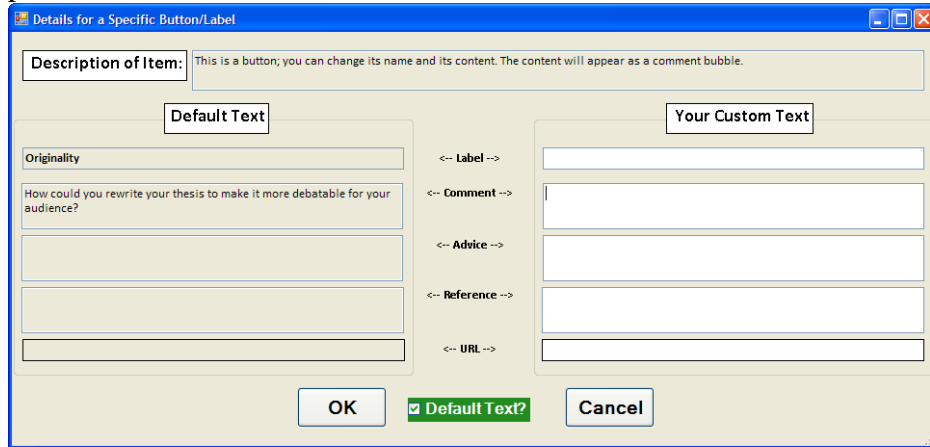 Details for a Specific Button/Label
Description of Item:
This is a button; you can change its name and its content. The content will appear as a comment bubble.
Default Text
Your Custom Text
Originality
<-- Label -->
How could you rewrite your thesis to make it more debatable for your
audience?
<-- Comment -->
<-- Advice -->
<-- Reference -->
<-- URL -->
OK
Default Text?
Cancel